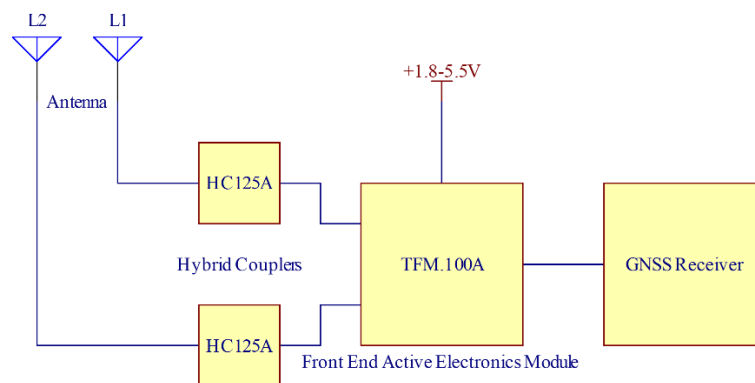 L2
L1
+1.8-5.5V
Antenna
HC125A
Hybrid Couplers
TFM.100A
GNSS Receiver
HC125A
Front End Active Electronics Module